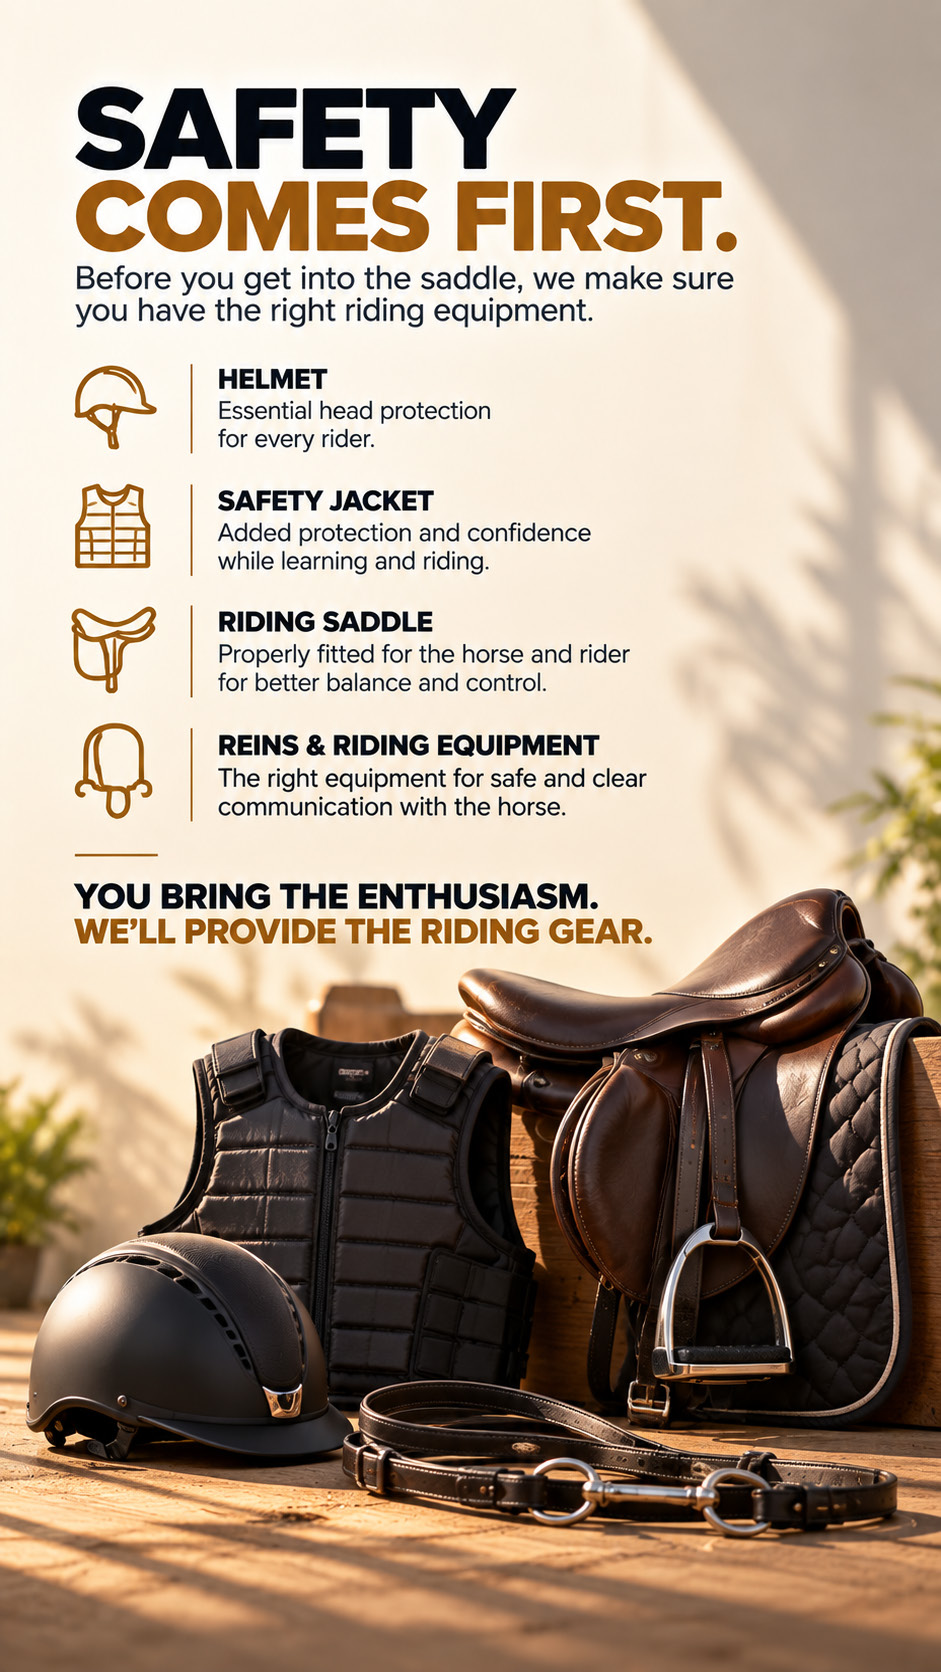 SAFETY
COMES FIRST.
Before you get into the saddle, we make sure
you have the right riding equipment.
HELMET
Essential head protection
for every rider.
SAFETY JACKET
Added protection and confidence
while learning and riding.
RIDING SADDLE
Properly fitted for the horse and rider
for better balance and control.
REINS & RIDING EQUIPMENT
The right equipment for safe and clear
communication with the horse.
YOU BRING THE ENTHUSIASM.
WE'LL PROVIDE THE RIDING GEAR.